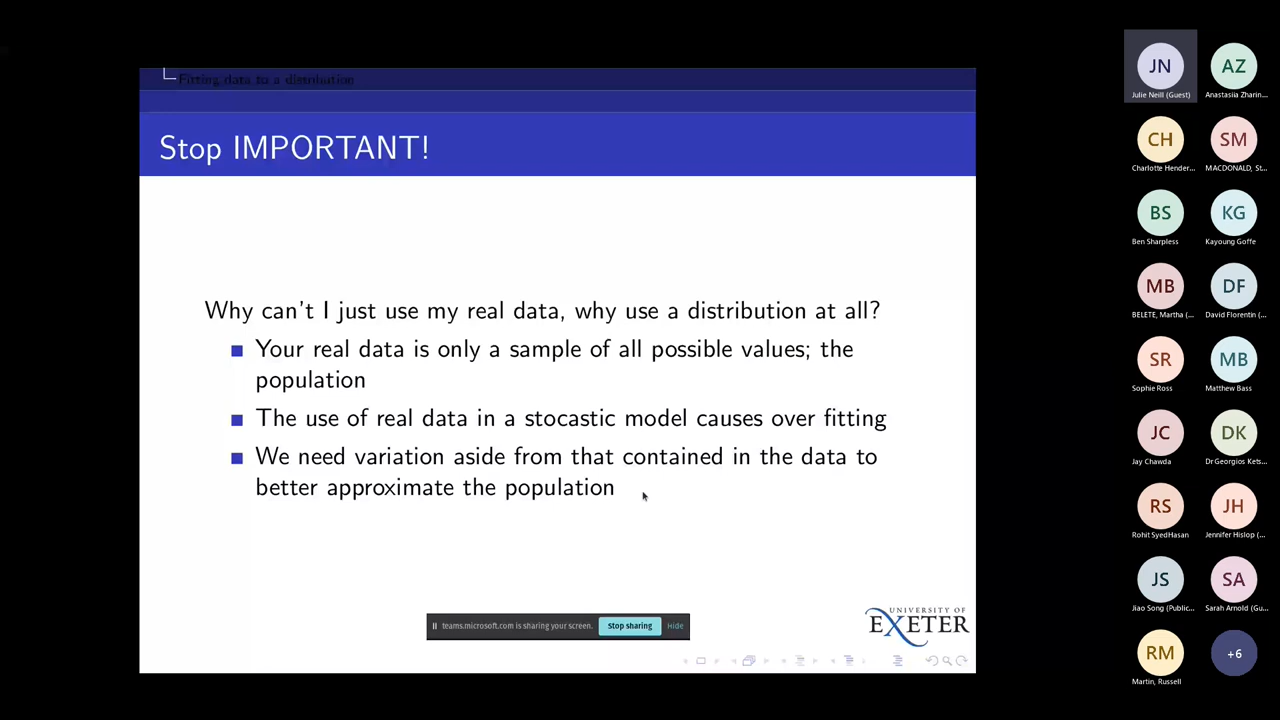 Fitting data to a distribution
Stop IMPORTANT!
Why can't I just use my real data, why use a distribution at all?
Your real data is only a sample of all possible values; the
population
The use of real data in a stocastic model causes over fitting
We need variation aside from that contained in the data to
better approximate the population
teams.microsoft.com is sharing your screen.
Stop sharing
Hide
UNIVERSITY OF
EXETER
JN
AZ
Julie Neill (Guest)
Anastasiia Zharin...
CH
SM
Charlotte Hender...
MACDONALD, St...
BS
KG
Ben Sharpless
Kayoung Goffe
MB
DF
BELETE, Martha (...
David Florentin (...
SR
MB
Sophie Ross
Matthew Bass
JC
DK
Jay Chawda
Dr Georgios Kets...
RS
JH
Rohit SyedHasan
Jennifer Hislop (...
JS
SA
Jiao Song (Public...
Sarah Arnold (Gu...
RM
+6
Martin, Russell